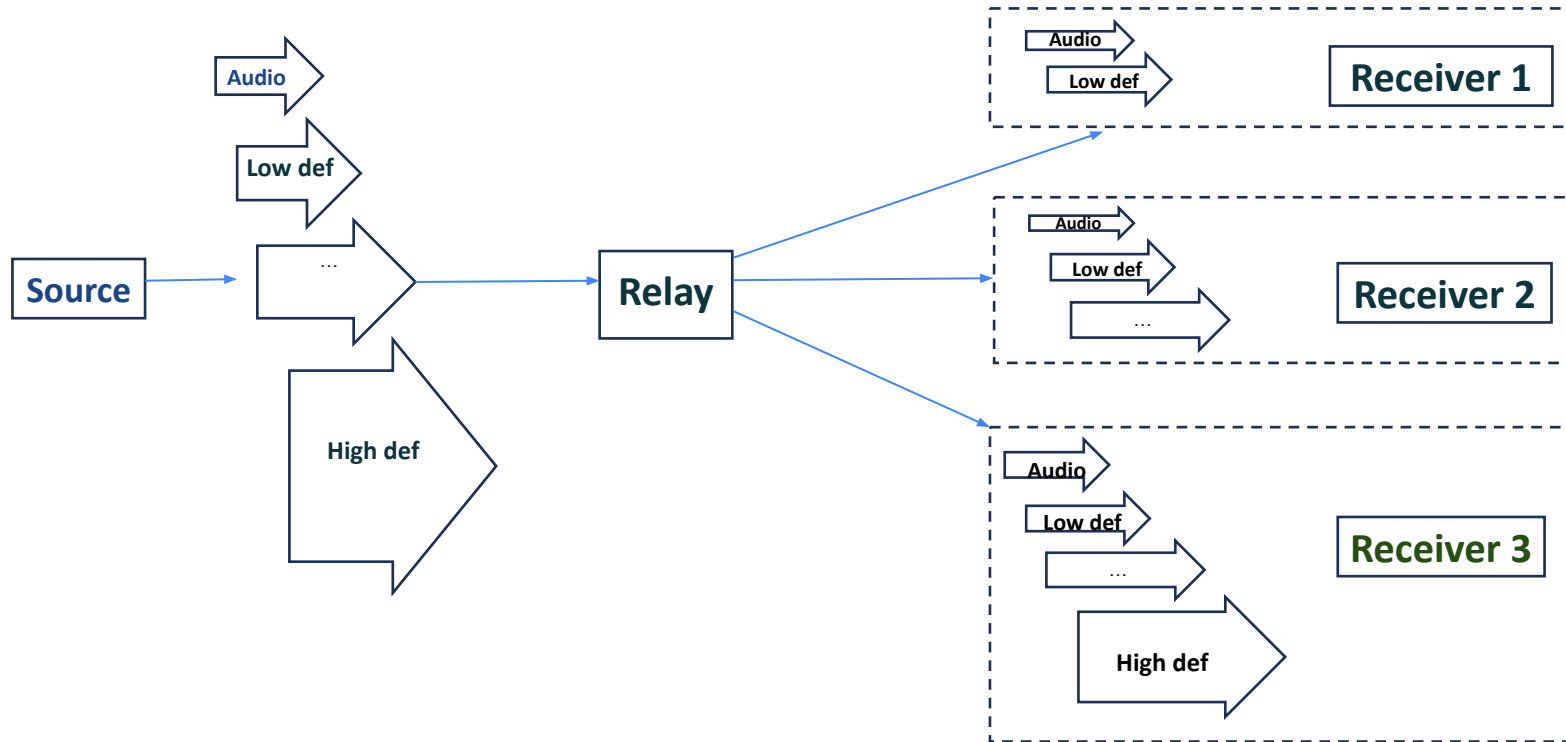 Audio
Low def
...
High def
Source
Relay
Audio
Low def
Receiver 1
Audio
Low def
...
Receiver 2
Audio
Low def
...
High def
Receiver 3